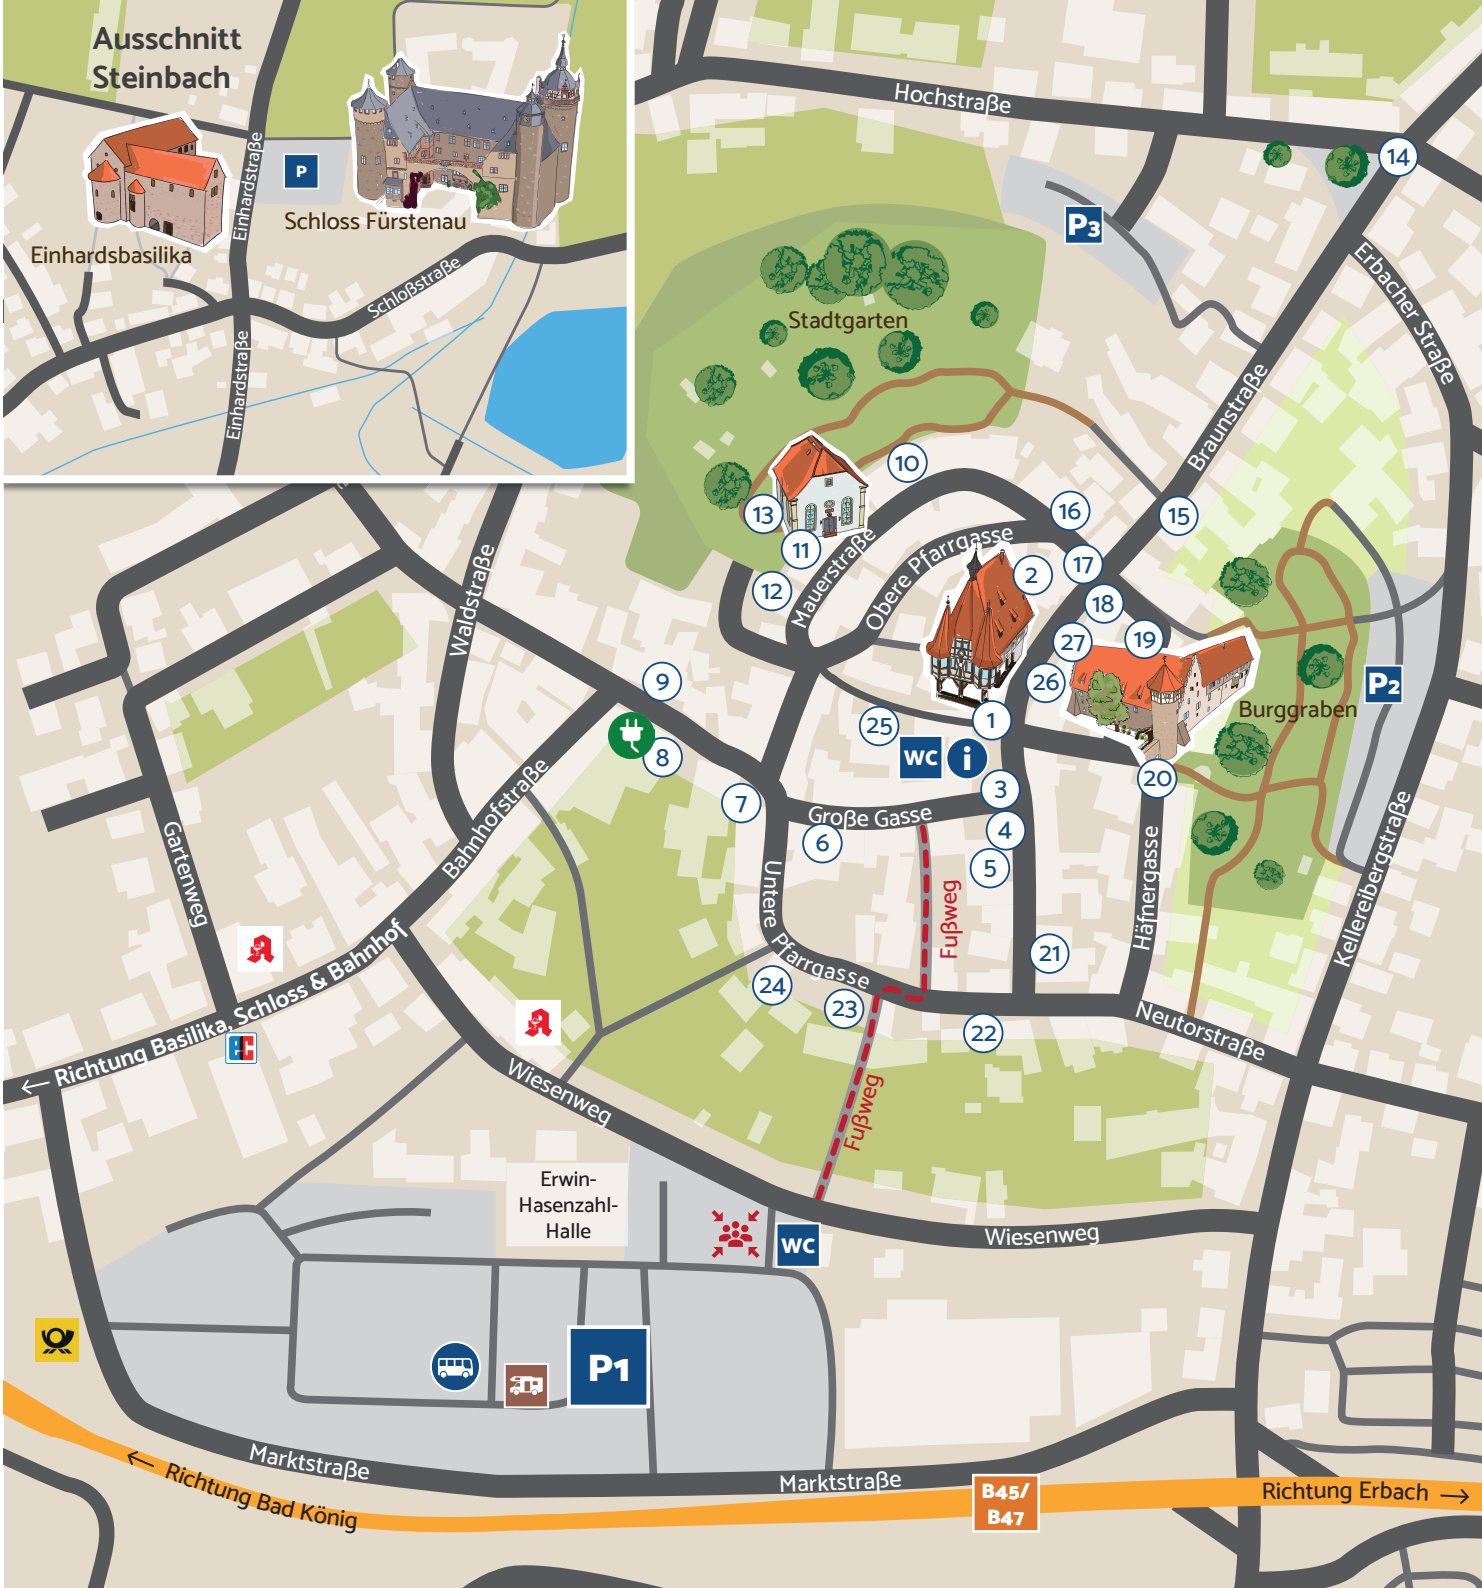 Ausschnitt
Steinbach
Einhardstraße
P
Schloss Fürstenau
Einhardsbasilika
Schloßstraße
Einhardstraße
Hochstraße
14
P3
Erbacher Straße
Stadtgarten
Braunstraße
10
13
16
15
11
Obere Pfarrgasse
Mauerstraße
17
2
12
18
Waldstraße
27
19
9
26
P2
Burggraben
1
25
WC
i
8
20
3
7
Große Gasse
4
6
5
Bahnhofstraße
Gartenweg
Untere
Pfarrgasse
Fußweg
Häfnergasse
Kellereibergstraße
21
24
23
22
Neutorstraße
← Richtung Basilika, Schloss & Bahnhof
EC
Wiesenweg
Fußweg
Erwin-
Hasenzahl-
Halle
WC
Wiesenweg
P1
Marktstraße
Marktstraße
← Richtung Bad König
B45/
B47
Richtung Erbach →